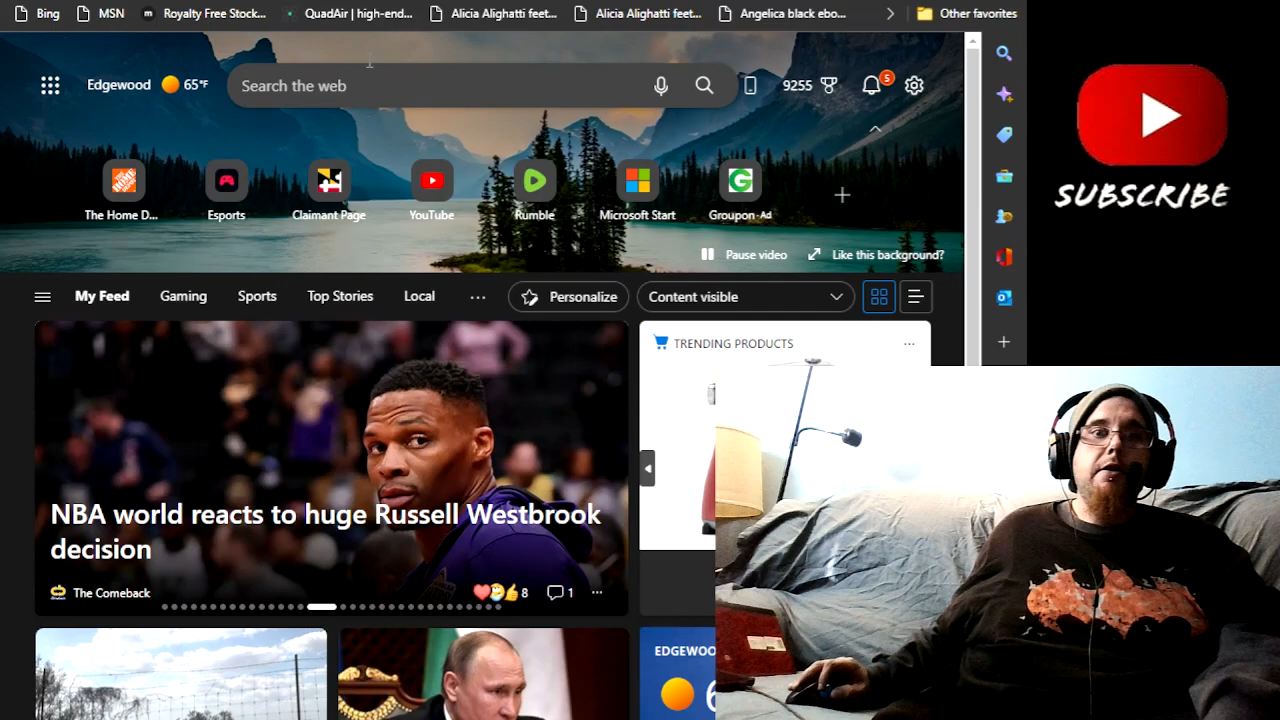 Bing
MSN
Royalty Free Stock...
QuadAir | high-end...
Alicia Alighatti feet...
Alicia Alighatti feet...
Angelica black ebo...
Other favorites
Edgewood
65°F
Search the web
9255
5
The Home D...
Esports
Claimant Page
YouTube
Rumble
Microsoft Start
Groupon·Ad
Pause video
Like this background?
SUBSCRIBE
My Feed
Gaming
Sports
Top Stories
Local
...
Personalize
Content visible
TRENDING PRODUCTS
...
NBA world reacts to huge Russell Westbrook
decision
The Comeback
8
1
...
EDGEWOO
6